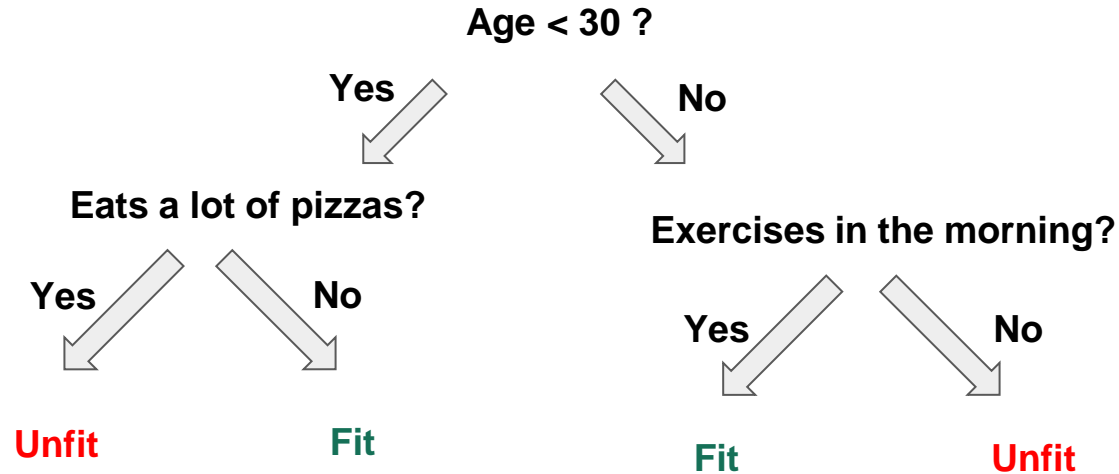 Age < 30 ?
Yes
No
Eats a lot of pizzas?
Exercises in the morning?
Yes
No
Yes
No
Unfit
Fit
Fit
Unfit